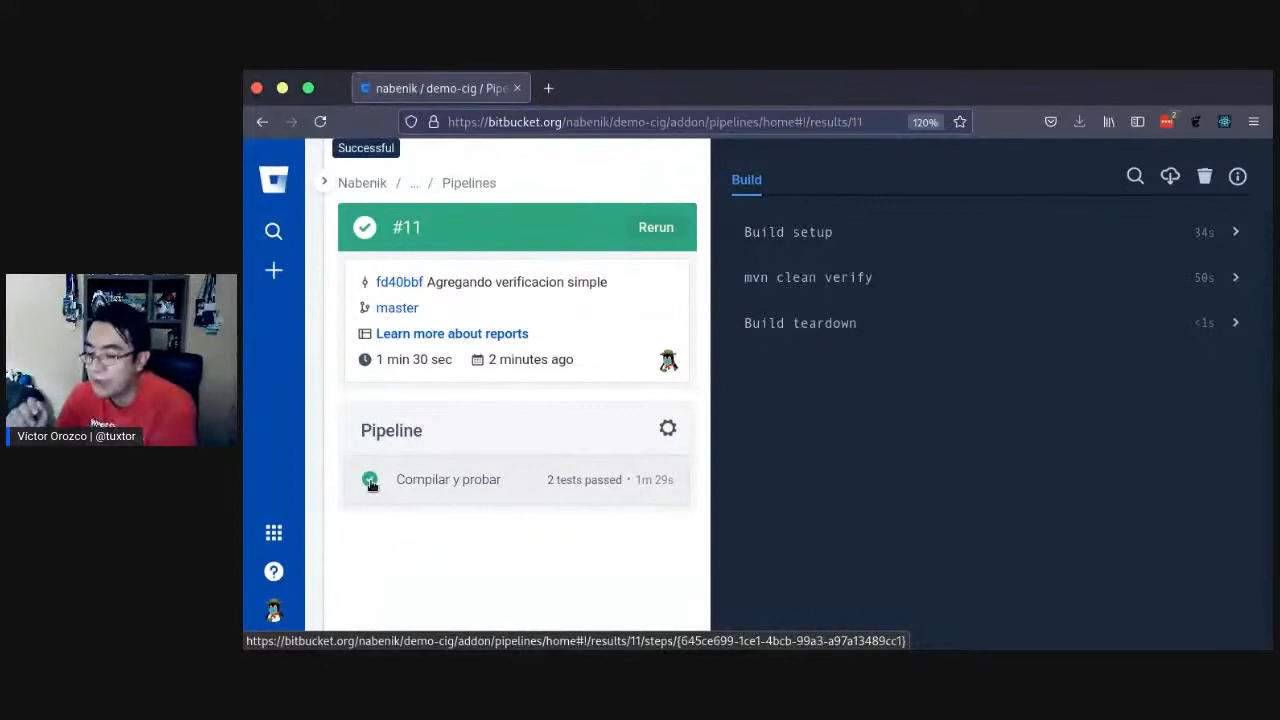 nabenik / demo-cig / Pipe
https://bitbucket.org/nabenik/demo-cig/addon/pipelines/home#!/results/11
120%
2
Successful
Nabenik / ... / Pipelines
#11
Rerun
fd40bbf Agregando verificacion simple
master
Learn more about reports
1 min 30 sec
2 minutes ago
Pipeline
Compilar y probar
2 tests passed • 1m 29s
Build
Build setup
34s
mvn clean verify
50s
Build teardown
<1s
Víctor Orozco | @tuxtor
https://bitbucket.org/nabenik/demo-cig/addon/pipelines/home#!/results/11/steps/{645ce699-1ce1-4bcb-99a3-a97a13489cc1}